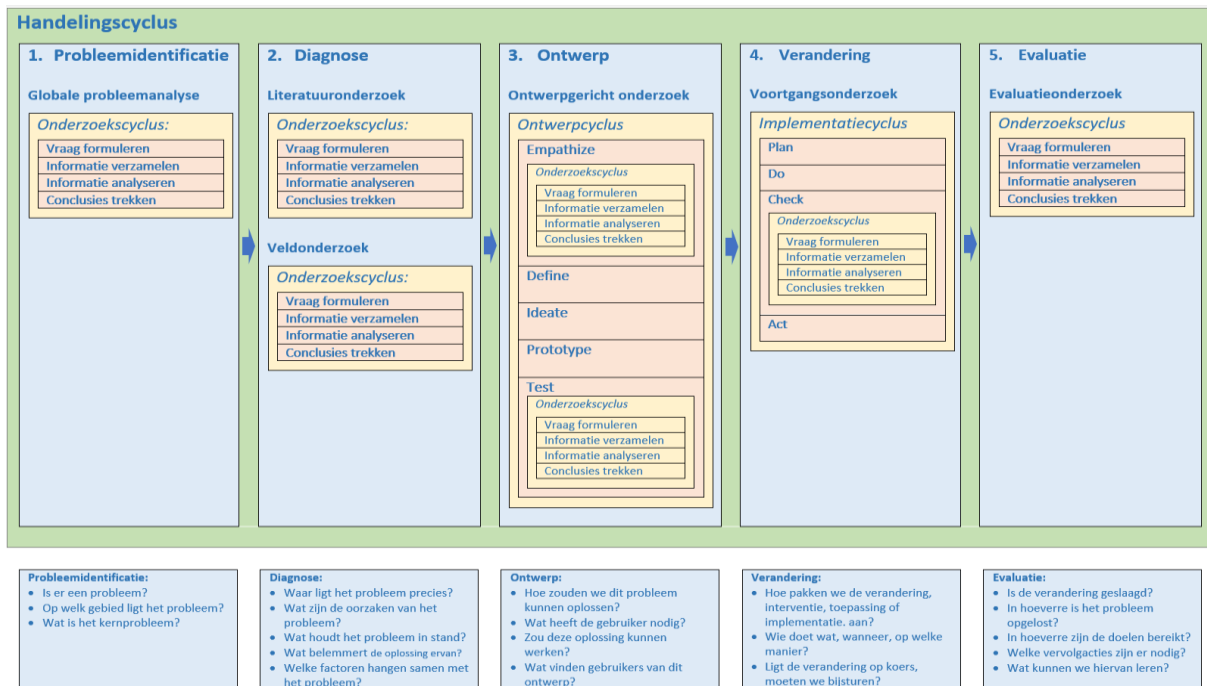 Handelingscyclus
1. Probleemidentificatie
Globale probleemanalyse
Onderzoekscyclus:
Vraag formuleren
Informatie verzamelen
Informatie analyseren
Conclusies trekken
2. Diagnose
Literatuuronderzoek
Onderzoekscyclus:
Vraag formuleren
Informatie verzamelen
Informatie analyseren
Conclusies trekken
Veldonderzoek
Onderzoekscyclus:
Vraag formuleren
Informatie verzamelen
Informatie analyseren
Conclusies trekken
3. Ontwerp
Ontwerpgericht onderzoek
Ontwerpcyclus
Empathize
Onderzoekscyclus
Vraag formuleren
Informatie verzamelen
Informatie analyseren
Conclusies trekken
Define
Ideate
Prototype
Test
Onderzoekscyclus
Vraag formuleren
Informatie verzamelen
Informatie analyseren
Conclusies trekken
4. Verandering
Voortgangsonderzoek
Implementatiecyclus
Plan
Do
Check
Onderzoekscyclus
Vraag formuleren
Informatie verzamelen
Informatie analyseren
Conclusies trekken
Act
5. Evaluatie
Evaluatieonderzoek
Onderzoekscyclus
Vraag formuleren
Informatie verzamelen
Informatie analyseren
Conclusies trekken
Probleemidentificatie:
• Is er een probleem?
• Op welk gebied ligt het probleem?
• Wat is het kernprobleem?
Diagnose:
• Waar ligt het probleem precies?
• Wat zijn de oorzaken van het
probleem?
• Wat houdt het probleem in stand?
• Wat belemmert de oplossing ervan?
• Welke factoren hangen samen met
het probleem?
Ontwerp:
• Hoe zouden we dit probleem
kunnen oplossen?
• Wat heeft de gebruiker nodig?
• Zou deze oplossing kunnen
werken?
• Wat vinden gebruikers van dit
ontwerp?
Verandering:
• Hoe pakken we de verandering,
interventie, toepassing of
implementatie. aan?
• Wie doet wat, wanneer, op welke
manier?
• Ligt de verandering op koers,
moeten we bijsturen?
Evaluatie:
• Is de verandering geslaagd?
• In hoeverre is het probleem
opgelost?
• In hoeverre zijn de doelen bereikt?
• Welke vervolgacties zijn er nodig?
• Wat kunnen we hiervan leren?